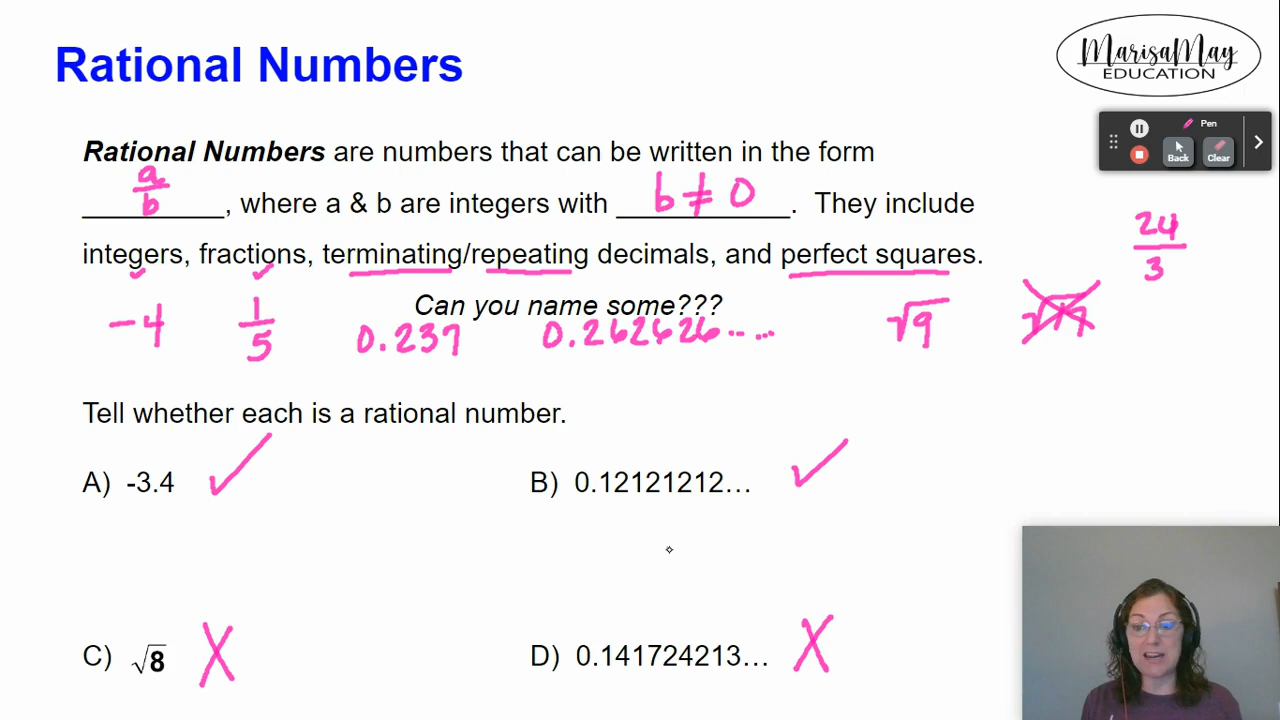 Rational Numbers
MarisaMay
EDUCATION
Pen
Back Clear
Rational Numbers are numbers that can be written in the form
a/b, where a & b are integers with b ≠ 0. They include
integers, fractions, terminating/repeating decimals, and perfect squares.
24/3
Can you name some???
-4 1/5 0.237 0.262626..... √9
Tell whether each is a rational number.
A) -3.4 ✓ B) 0.12121212… ✓
C) √8 X D) 0.141724213… X